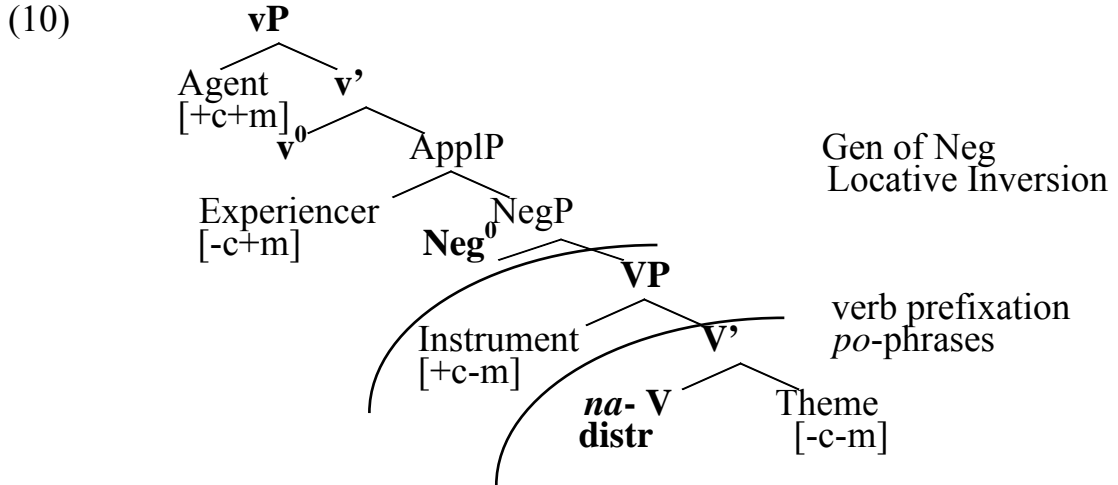 (10) vP
Agent v’
[+c+m]
v⁰ ApplP Gen of Neg
Locative Inversion
Experiencer NegP
[-c+m] Neg⁰
VP
verb prefixation
Instrument V’ po-phrases
[+c-m]
na- V Theme
distr [-c-m]